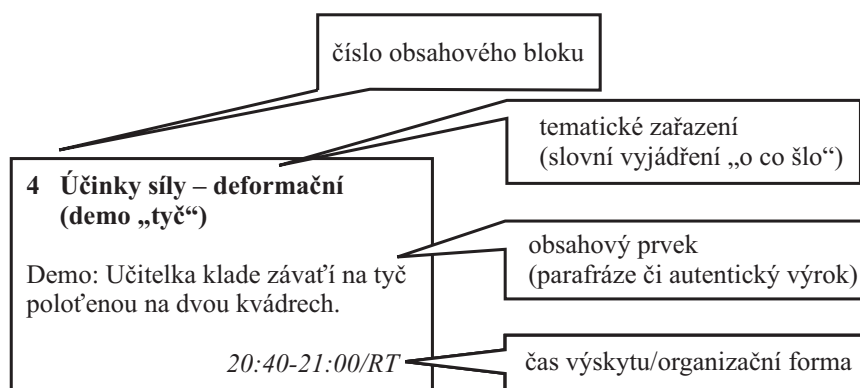 číslo obsahového bloku
tematické zařazení
(slovní vyjádření „o co šlo“)
4 Účinky síly – deformační
(demo „tyč“)
obsahový prvek
(parafráze či autentický výrok)
Demo: Učitelka klade závaťí na tyč
poloťenou na dvou kvádrech.
20:40-21:00/RT
čas výskytu/organizační forma